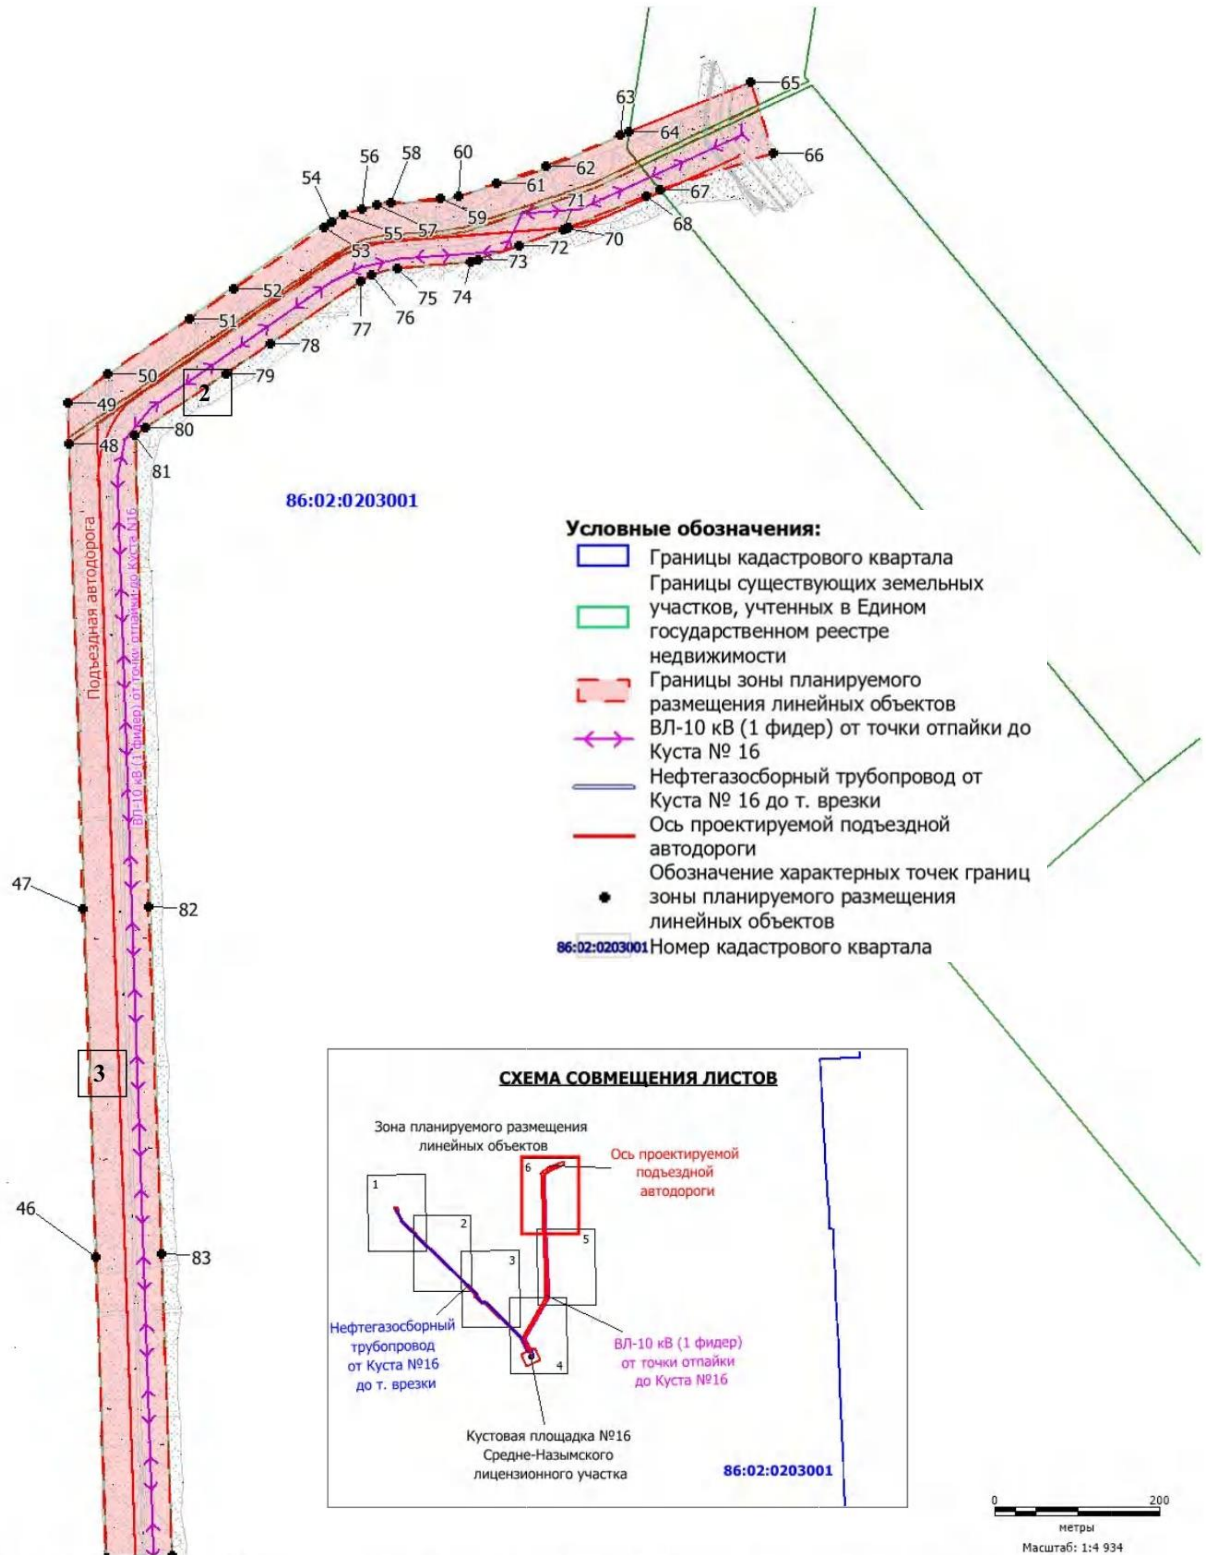 65
63
64
66
62
60
61
58
56
54
59
57
55
53
67
68
71
70
72
73
74
75
76
77
52
51
78
79
50
2
49
48
80
81
86:02:0203001
Подъездная автодорога
ВЛ-10 кВ (1 фидер) от точки отпайки до Куста N16
Условные обозначения:
Границы кадастрового квартала
Границы существующих земельных
участков, учтенных в Едином
государственном реестре
недвижимости
Границы зоны планируемого
размещения линейных объектов
ВЛ-10 кВ (1 фидер) от точки отпайки до
Куста № 16
Нефтегазосборный трубопровод от
Куста № 16 до т. врезки
Ось проектируемой подъездной
автодороги
Обозначение характерных точек границ
зоны планируемого размещения
линейных объектов
86:02:0203001 Номер кадастрового квартала
47
82
3
46
83
СХЕМА СОВМЕЩЕНИЯ ЛИСТОВ
Зона планируемого размещения
линейных объектов
Ось проектируемой
подъездной
автодороги
1
2
3
4
5
6
Нефтегазосборный
трубопровод
от Куста №16
до т. врезки
ВЛ-10 кВ (1 фидер)
от точки отпайки
до Куста №16
Кустовая площадка №16
Средне-Назымского
лицензионного участка
86:02:0203001
0 200
метры
Масштаб: 1:4 934